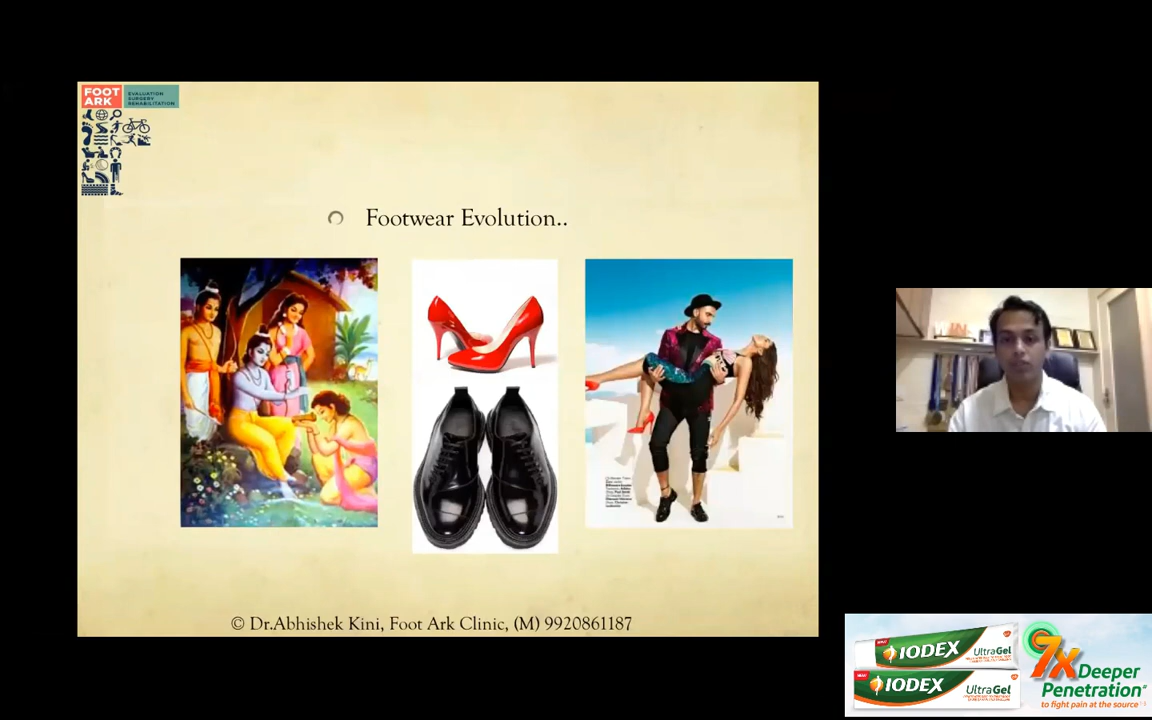 FOOT
ARK
EVALUATION
SURGERY
REHABILITATION
Footwear Evolution..
© Dr.Abhishek Kini, Foot Ark Clinic, (M) 9920861187
IODEX
UltraGel
IODEX
UltraGel
7X Deeper
Penetration
to fight pain at the source